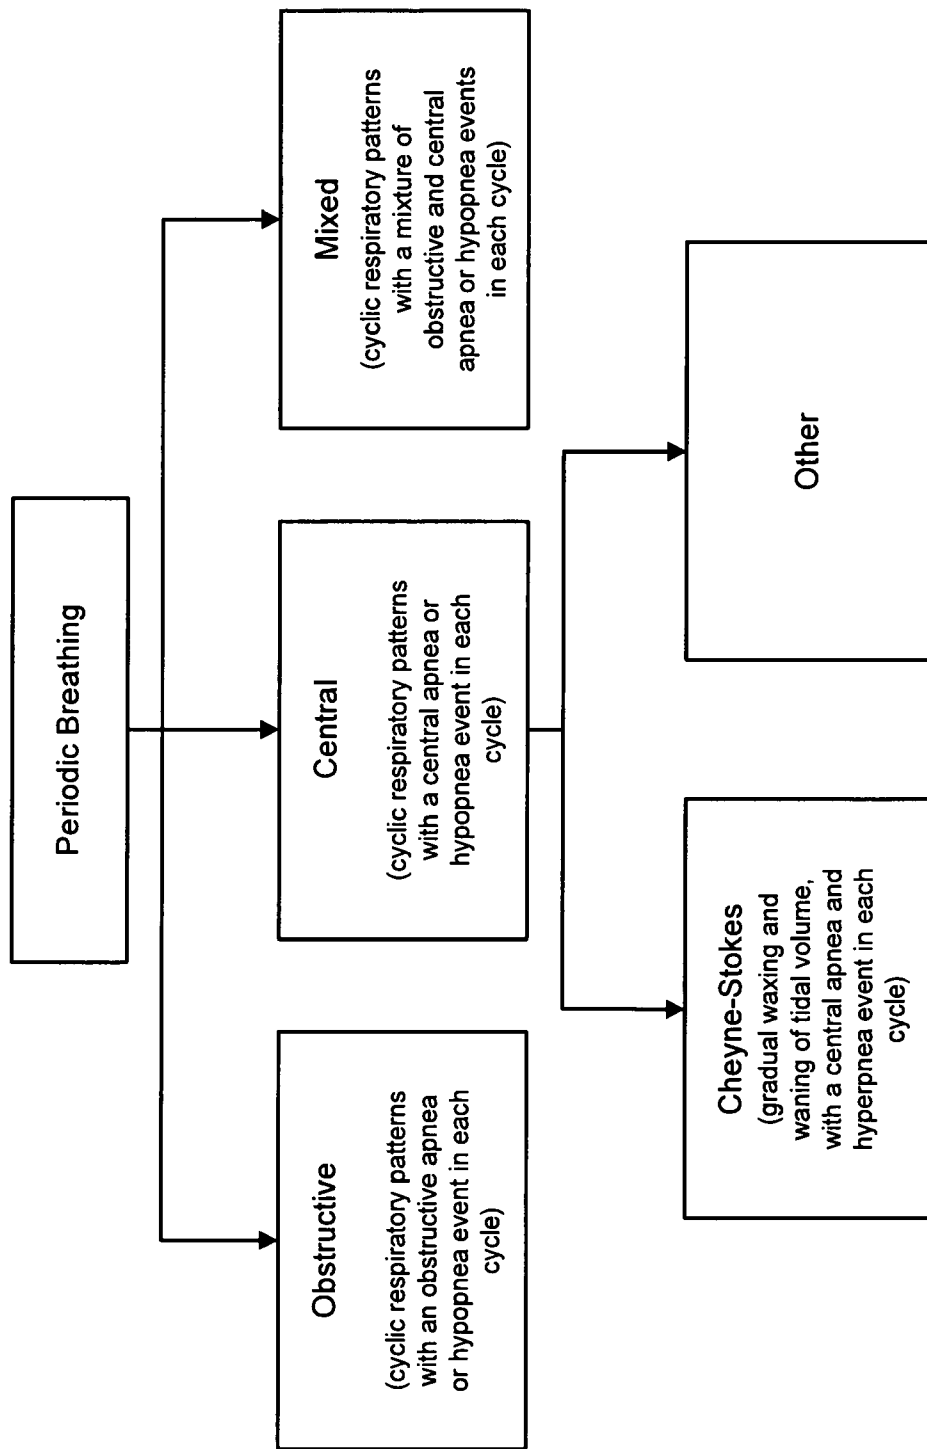 Periodic Breathing
Obstructive
(cyclic respiratory patterns
with an obstructive apnea
or hypopnea event in each
cycle)
Central
(cyclic respiratory patterns
with a central apnea or
hypopnea event in each
cycle)
Mixed
(cyclic respiratory patterns
with a mixture of
obstructive and central
apnea or hypopnea events
in each cycle)
Cheyne-Stokes
(gradual waxing and
waning of tidal volume,
with a central apnea and
hyperpnea event in each
cycle)
Other